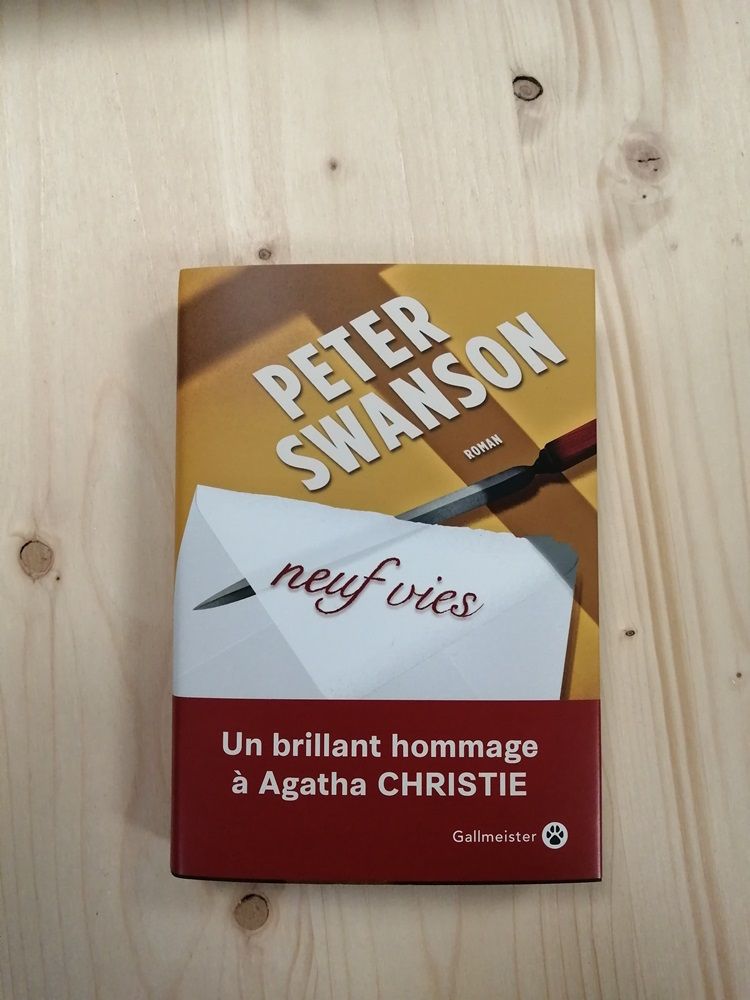 PETER
SWANSON
ROMAN
neuf vies
Un brillant hommage
à Agatha CHRISTIE
Gallmeister